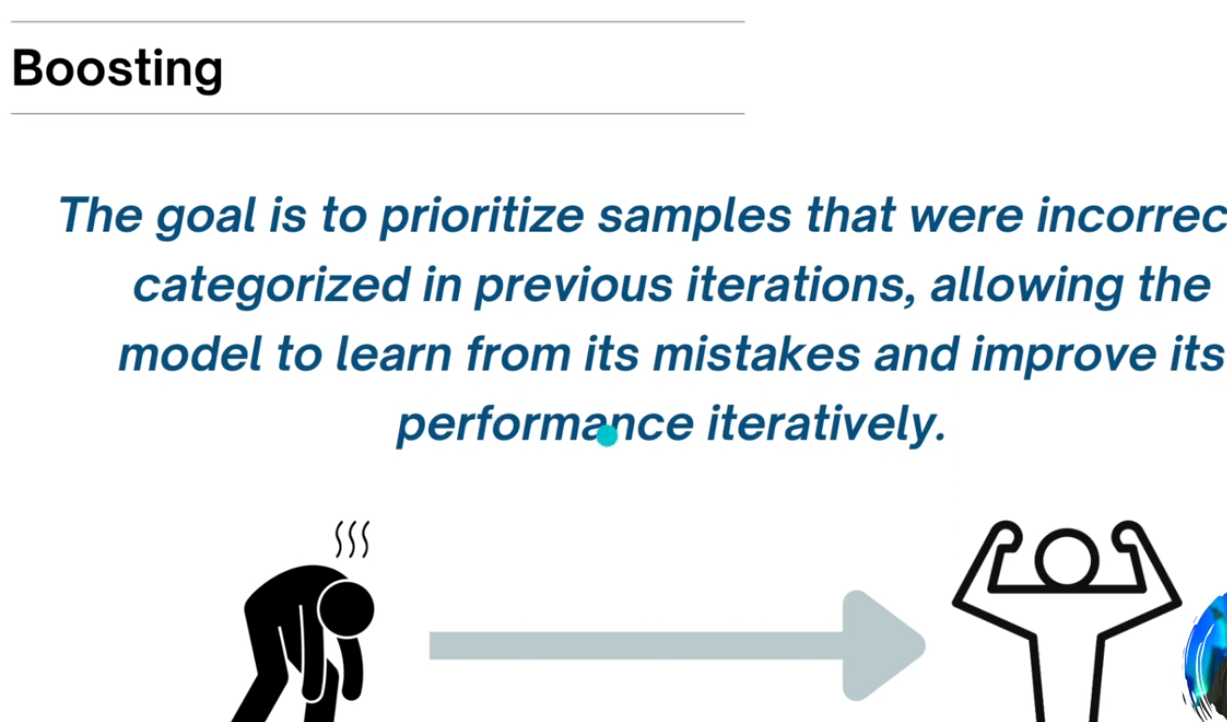 Boosting
The goal is to prioritize samples that were incorrec
categorized in previous iterations, allowing the
model to learn from its mistakes and improve its
performance iteratively.